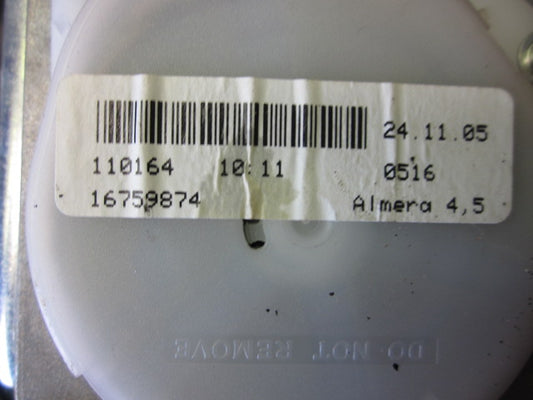 24.11.05
110164 10:11 0516
16759874 Almera 4,5
DO NOT REMOVE